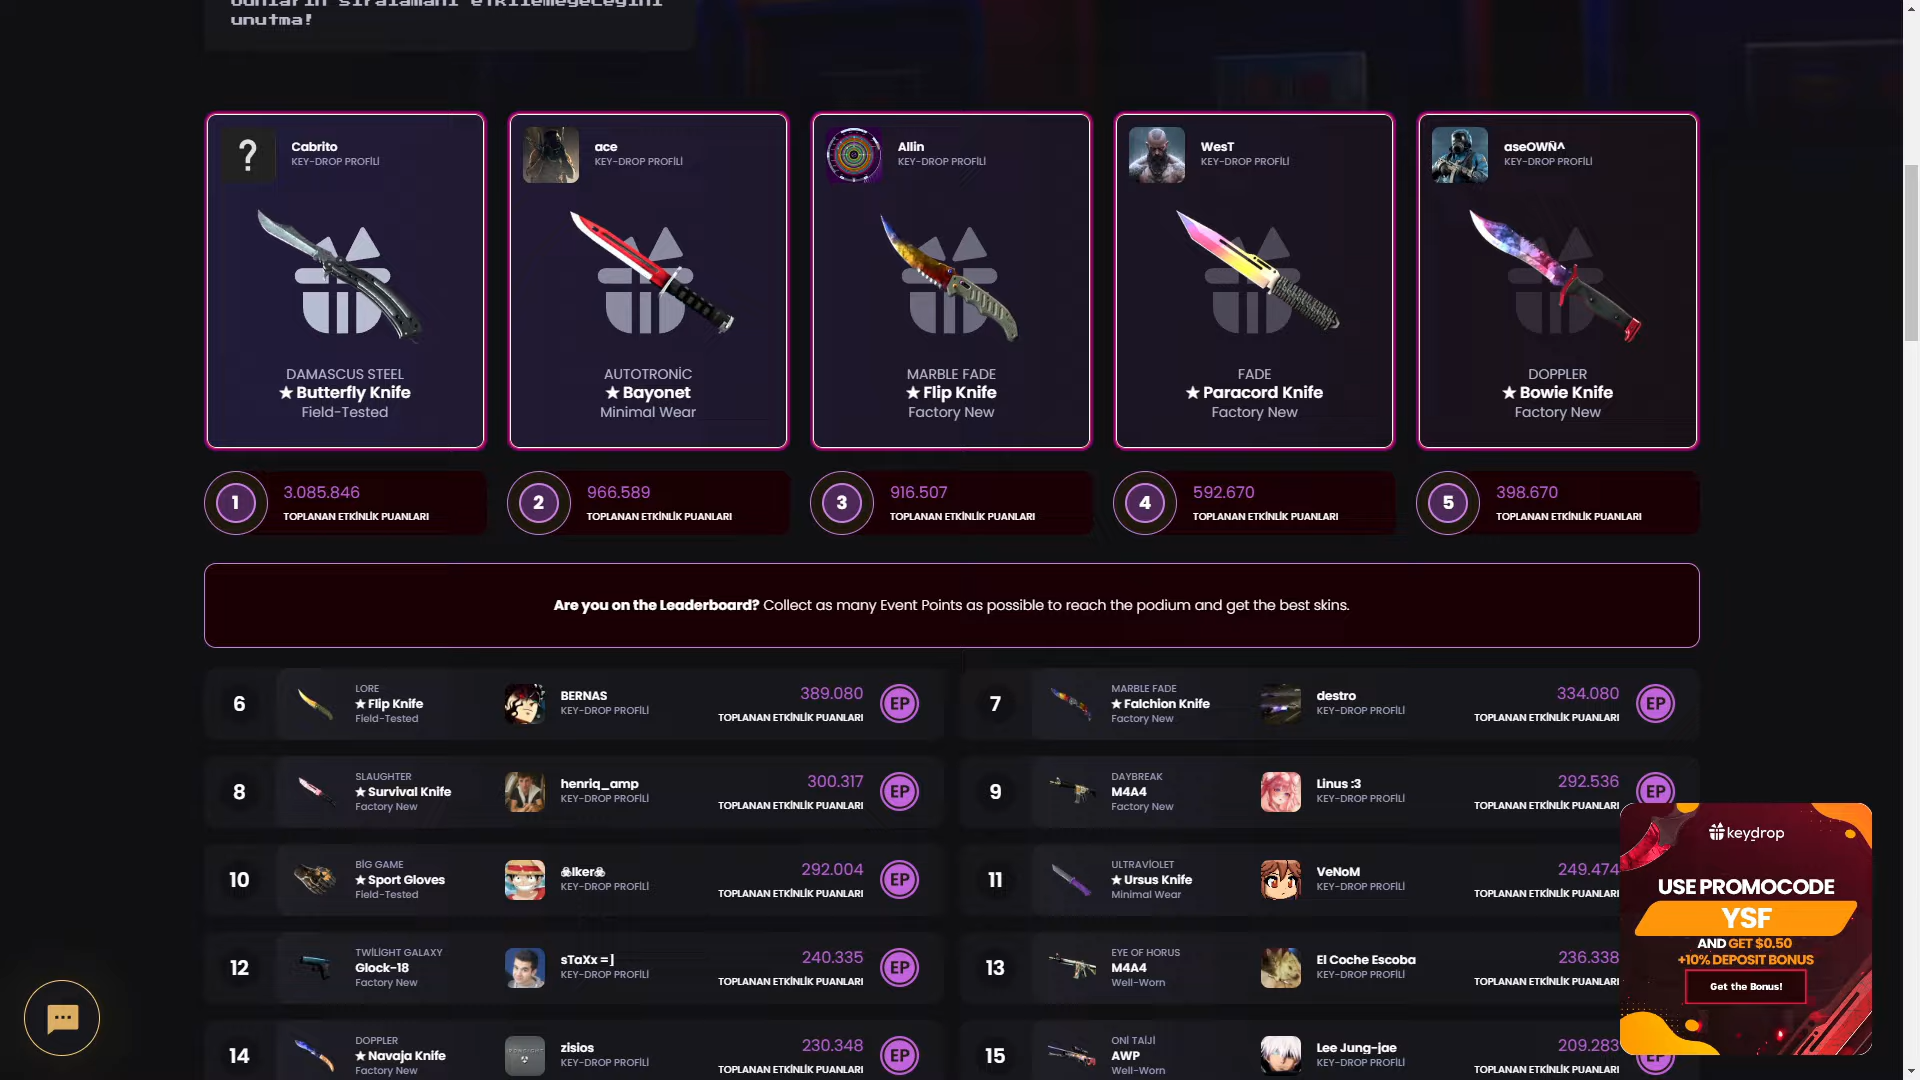 unutma!
Cabrito
KEY-DROP PROFİLİ
ace
KEY-DROP PROFİLİ
Allin
KEY-DROP PROFİLİ
WesT
KEY-DROP PROFİLİ
aseOWÑ^
KEY-DROP PROFİLİ
DAMASCUS STEEL
★ Butterfly Knife
Field-Tested
AUTOTRONİC
★ Bayonet
Minimal Wear
MARBLE FADE
★ Flip Knife
Factory New
FADE
★ Paracord Knife
Factory New
DOPPLER
★ Bowie Knife
Factory New
1
3.085.846
TOPLANAN ETKİNLİK PUANLARI
2
966.589
TOPLANAN ETKİNLİK PUANLARI
3
916.507
TOPLANAN ETKİNLİK PUANLARI
4
592.670
TOPLANAN ETKİNLİK PUANLARI
5
398.670
TOPLANAN ETKİNLİK PUANLARI
Are you on the Leaderboard? Collect as many Event Points as possible to reach the podium and get the best skins.
6
LORE
★ Flip Knife
Field-Tested
BERNAS
KEY-DROP PROFİLİ
389.080
TOPLANAN ETKİNLİK PUANLARI
EP
7
MARBLE FADE
★ Falchion Knife
Factory New
destro
KEY-DROP PROFİLİ
334.080
TOPLANAN ETKİNLİK PUANLARI
EP
8
SLAUGHTER
★ Survival Knife
Factory New
henriq_amp
KEY-DROP PROFİLİ
300.317
TOPLANAN ETKİNLİK PUANLARI
EP
9
DAYBREAK
M4A4
Factory New
Linus :3
KEY-DROP PROFİLİ
292.536
TOPLANAN ETKİNLİK PUANLARI
EP
10
BİG GAME
★ Sport Gloves
Field-Tested
☠Iker☠
KEY-DROP PROFİLİ
292.004
TOPLANAN ETKİNLİK PUANLARI
EP
11
ULTRAVİOLET
★ Ursus Knife
Minimal Wear
VeNoM
KEY-DROP PROFİLİ
249.474
TOPLANAN ETKİNLİK PUANLARI
12
TWİLİGHT GALAXY
Glock-18
Factory New
sTaXx =]
KEY-DROP PROFİLİ
240.335
TOPLANAN ETKİNLİK PUANLARI
EP
13
EYE OF HORUS
M4A4
Well-Worn
El Coche Escoba
KEY-DROP PROFİLİ
236.338
TOPLANAN ETKİNLİK PUANLARI
14
DOPPLER
★ Navaja Knife
Factory New
zisios
KEY-DROP PROFİLİ
230.348
TOPLANAN ETKİNLİK PUANLARI
EP
15
ONİ TAİJİ
AWP
Well-Worn
Lee Jung-jae
KEY-DROP PROFİLİ
209.283
TOPLANAN ETKİNLİK PUANLARI
EP
keydrop
USE PROMOCODE
YSF
AND GET $0.50
+10% DEPOSIT BONUS
Get the Bonus!